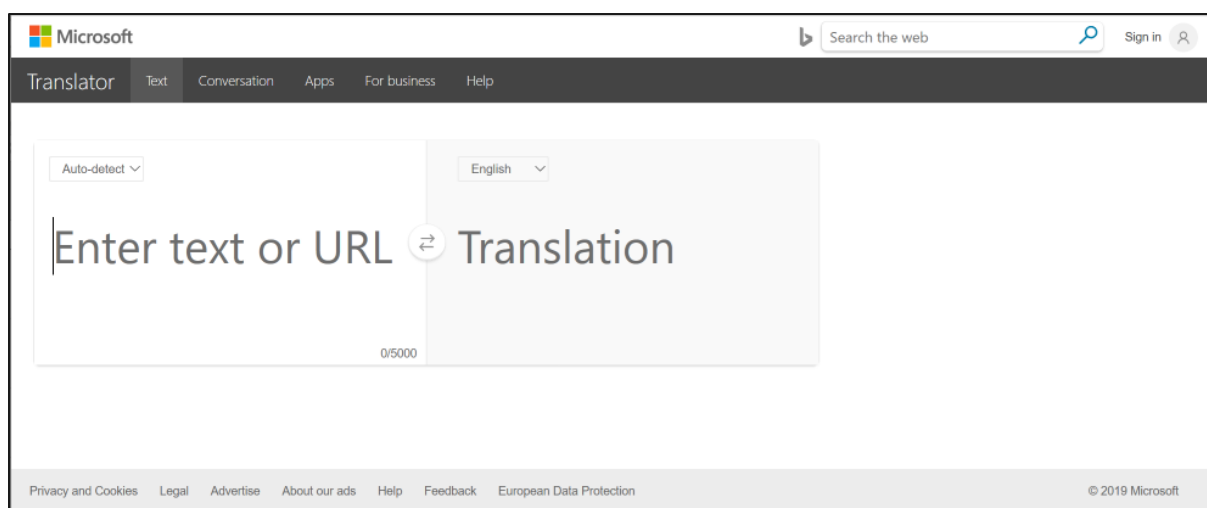 Microsoft
Search the web
Sign in
Translator Text Conversation Apps For business Help
Auto-detect
English
Enter text or URL
Translation
0/5000
Privacy and Cookies Legal Advertise About our ads Help Feedback European Data Protection © 2019 Microsoft